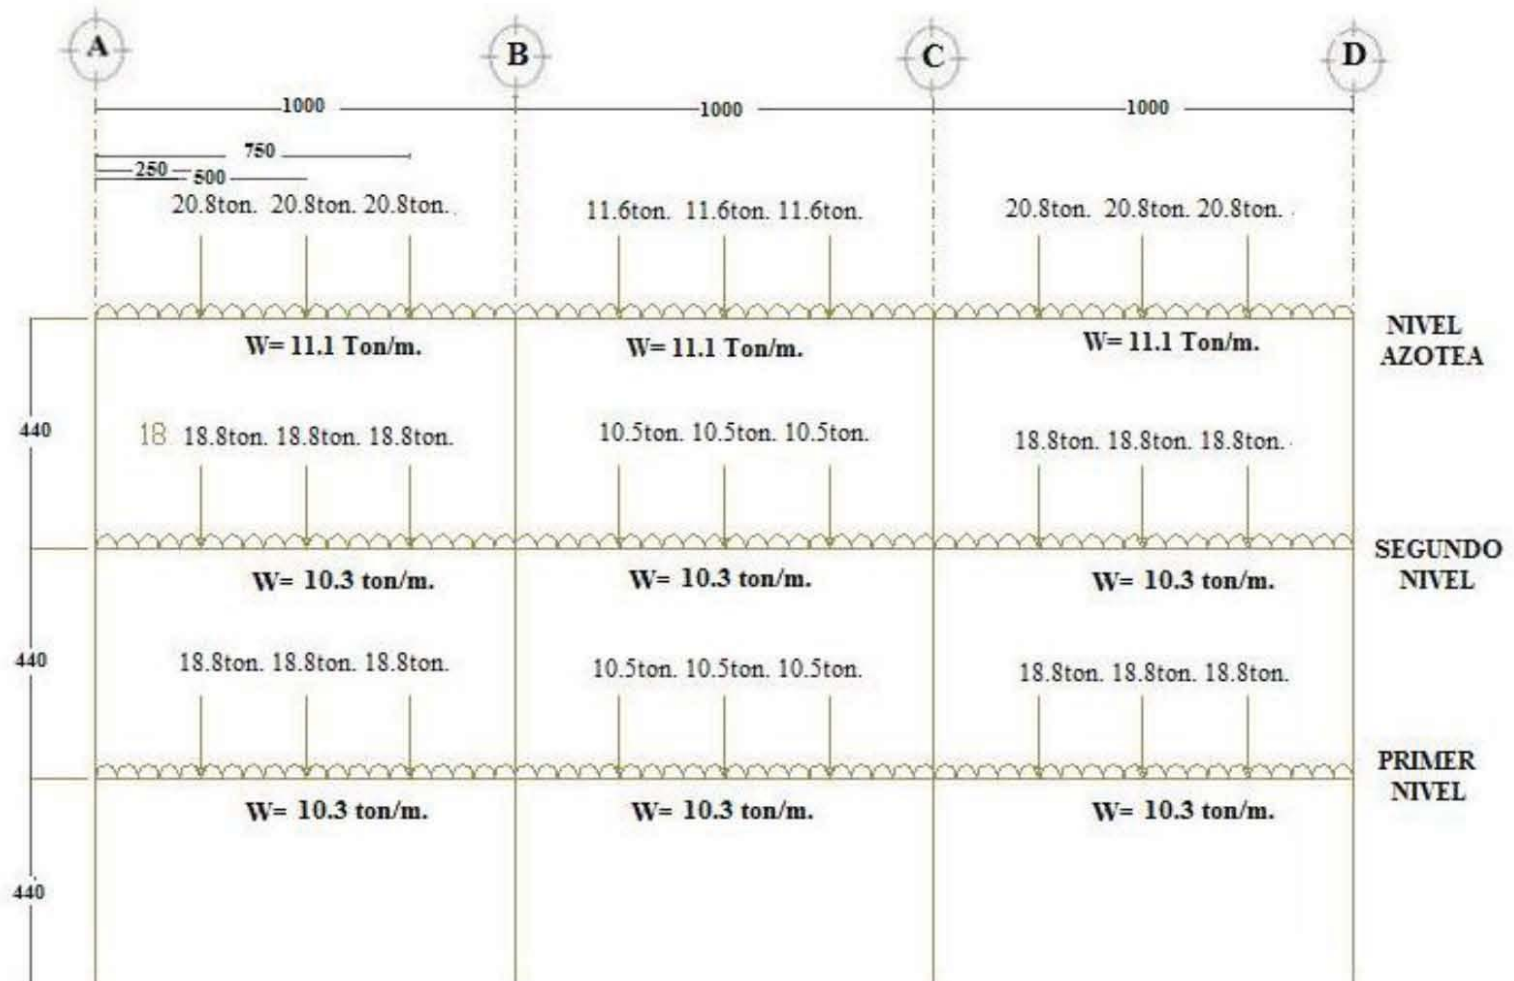 A B C D
1000 1000 1000
750
250
500
20.8ton. 20.8ton. 20.8ton. 11.6ton. 11.6ton. 11.6ton. 20.8ton. 20.8ton. 20.8ton.
W= 11.1 Ton/m. W= 11.1 Ton/m. W= 11.1 Ton/m.
NIVEL
AZOTEA
440
18. 18.8ton. 18.8ton. 18.8ton. 10.5ton. 10.5ton. 10.5ton. 18.8ton. 18.8ton. 18.8ton.
W= 10.3 ton/m. W= 10.3 ton/m. W= 10.3 ton/m.
SEGUNDO
NIVEL
440
18.8ton. 18.8ton. 18.8ton. 10.5ton. 10.5ton. 10.5ton. 18.8ton. 18.8ton. 18.8ton.
W= 10.3 ton/m. W= 10.3 ton/m. W= 10.3 ton/m.
PRIMER
NIVEL
440